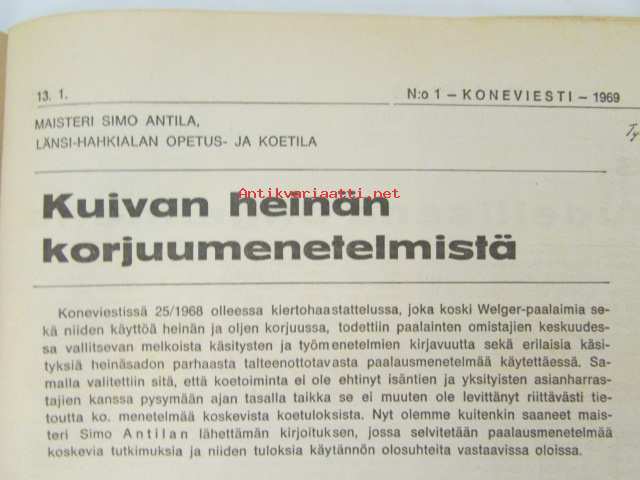 13. 1.
N:o 1 – KONEVIESTI – 1969
MAISTERI SIMO ANTILA,
LÄNSI-HAHKIALAN OPETUS- JA KOETILA
Antikvariaatti.net
Kuivan heinän
korjuumenetelmistä
Koneviestissä 25/1968 olleessa kiertohaastattelussa, joka koski Welger-paalaimia se-
kä niiden käyttöä heinän ja oljen korjuussa, todettiin paalainten omistajien keskuudes-
sa vallitsevan melkoista käsitysten ja työmenetelmien kirjavuutta sekä erilaisia käsi-
tyksiä heinäsadon parhaasta talteenottotavasta paalausmenetelmää käytettäessä. Sa-
malla valitettiin sitä, että koetoiminta ei ole ehtinyt isäntien ja yksityisten asianharras-
tajien kanssa pysymään ajan tasalla taikka se ei muuten ole levittänyt riittävästi tie-
toutta ko. menetelmää koskevista koetuloksista. Nyt olemme kuitenkin saaneet mais-
teri Simo Antilan lähettämän kirjoituksen, jossa selvitetään paalausmenetelmää
koskevia tutkimuksia ja niiden tuloksia käytännön olosuhteita vastaavissa oloissa.